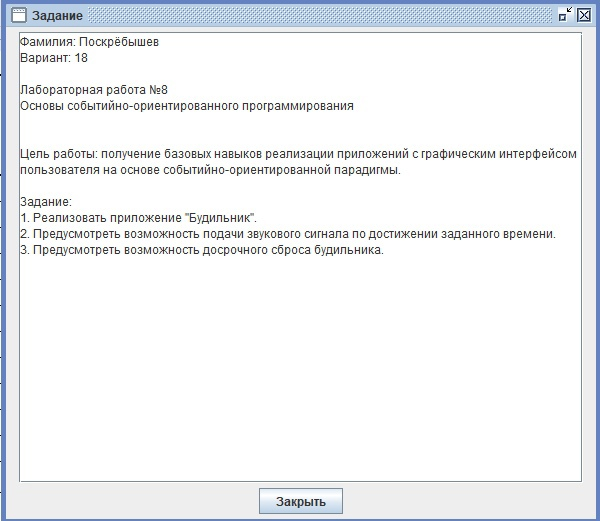 Задание
Фамилия: Поскрёбышев
Вариант: 18
Лабораторная работа №8
Основы событийно-ориентированного программирования
Цель работы: получение базовых навыков реализации приложений с графическим интерфейсом
пользователя на основе событийно-ориентированной парадигмы.
Задание:
1. Реализовать приложение "Будильник".
2. Предусмотреть возможность подачи звукового сигнала по достижении заданного времени.
3. Предусмотреть возможность досрочного сброса будильника.
Закрыть